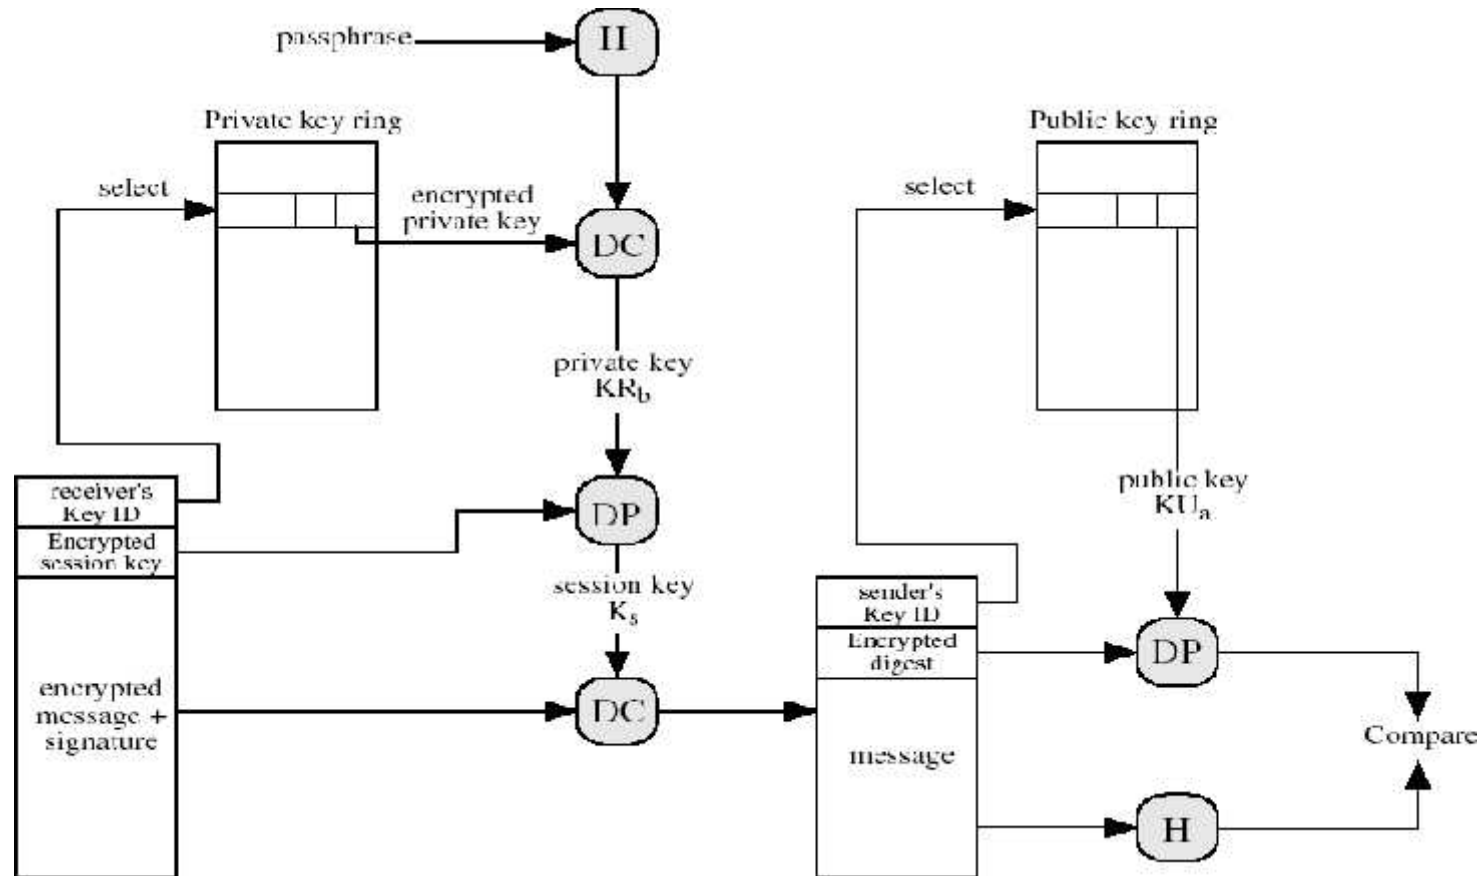 passphrase
H
Private key ring
Public key ring
select
encrypted
private key
select
DC
private key
KRb
receiver's
Key ID
Encrypted
session key
DP
public key
KUa
session key
Ks
sender's
Key ID
Encrypted
digest
DP
encrypted
message +
signature
DC
message
Compare
H